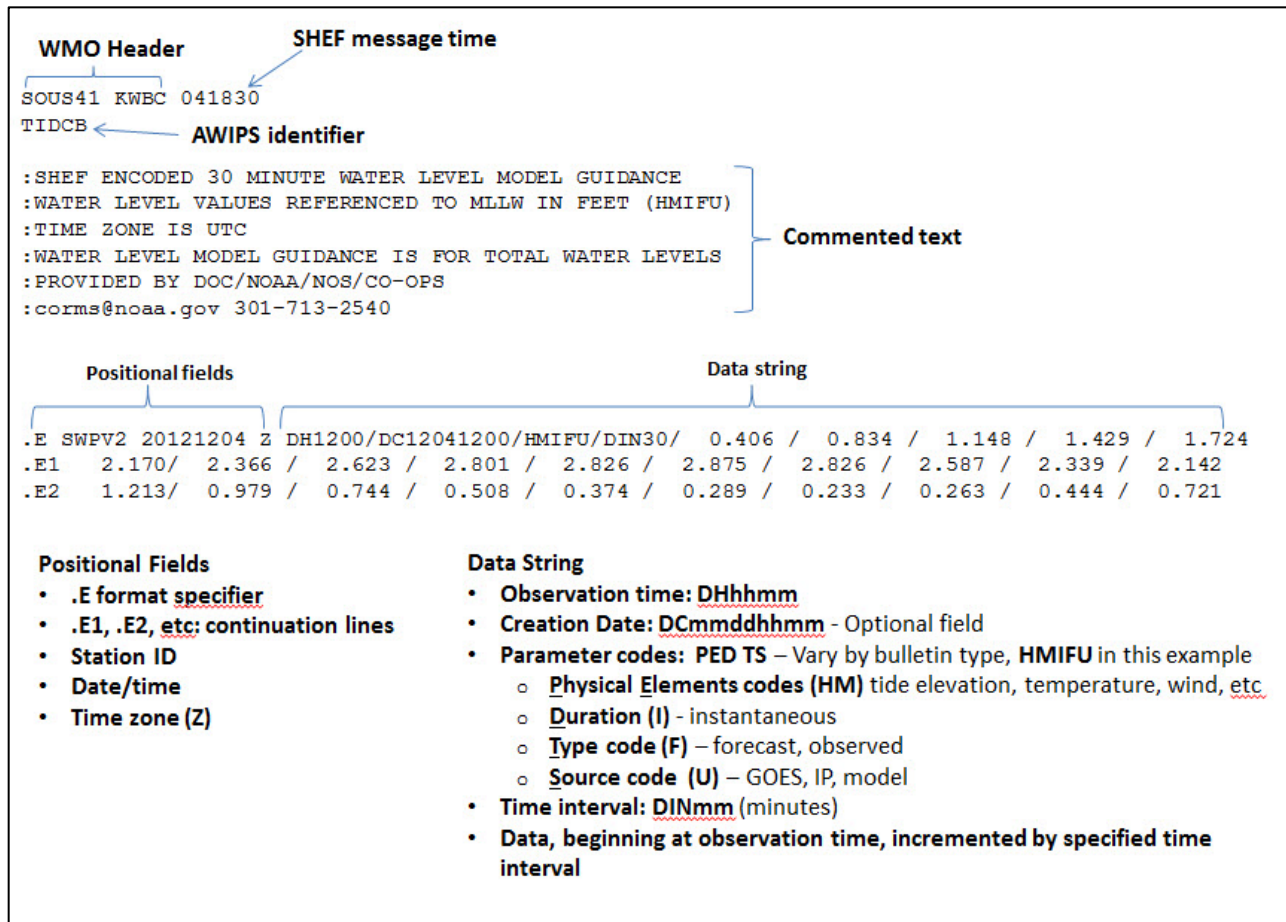 WMO Header
SHEF message time
SOUS41 KWBC 041830
TIDCB
AWIPS identifier
:SHEF ENCODED 30 MINUTE WATER LEVEL MODEL GUIDANCE
:WATER LEVEL VALUES REFERENCED TO MLLW IN FEET (HMIFU)
:TIME ZONE IS UTC
:WATER LEVEL MODEL GUIDANCE IS FOR TOTAL WATER LEVELS
:PROVIDED BY DOC/NOAA/NOS/CO-OPS
:corms@noaa.gov 301-713-2540
Commented text
Positional fields
Data string
.E SWPV2 20121204 Z DH1200/DC12041200/HMIFU/DIN30/ 0.406 / 0.834 / 1.148 / 1.429 / 1.724
.E1 2.170/ 2.366 / 2.623 / 2.801 / 2.826 / 2.875 / 2.826 / 2.587 / 2.339 / 2.142
.E2 1.213/ 0.979 / 0.744 / 0.508 / 0.374 / 0.289 / 0.233 / 0.263 / 0.444 / 0.721
Positional Fields
• .E format specifier
• .E1, .E2, etc: continuation lines
• Station ID
• Date/time
• Time zone (Z)
Data String
• Observation time: DHhhmm
• Creation Date: DCmmddhhmm - Optional field
• Parameter codes: PED TS – Vary by bulletin type, HMIFU in this example
o Physical Elements codes (HM) tide elevation, temperature, wind, etc
o Duration (I) - instantaneous
o Type code (F) – forecast, observed
o Source code (U) – GOES, IP, model
• Time interval: DINmm (minutes)
• Data, beginning at observation time, incremented by specified time
interval